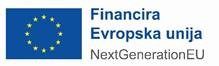 Financira
Evropska unija
NextGenerationEU